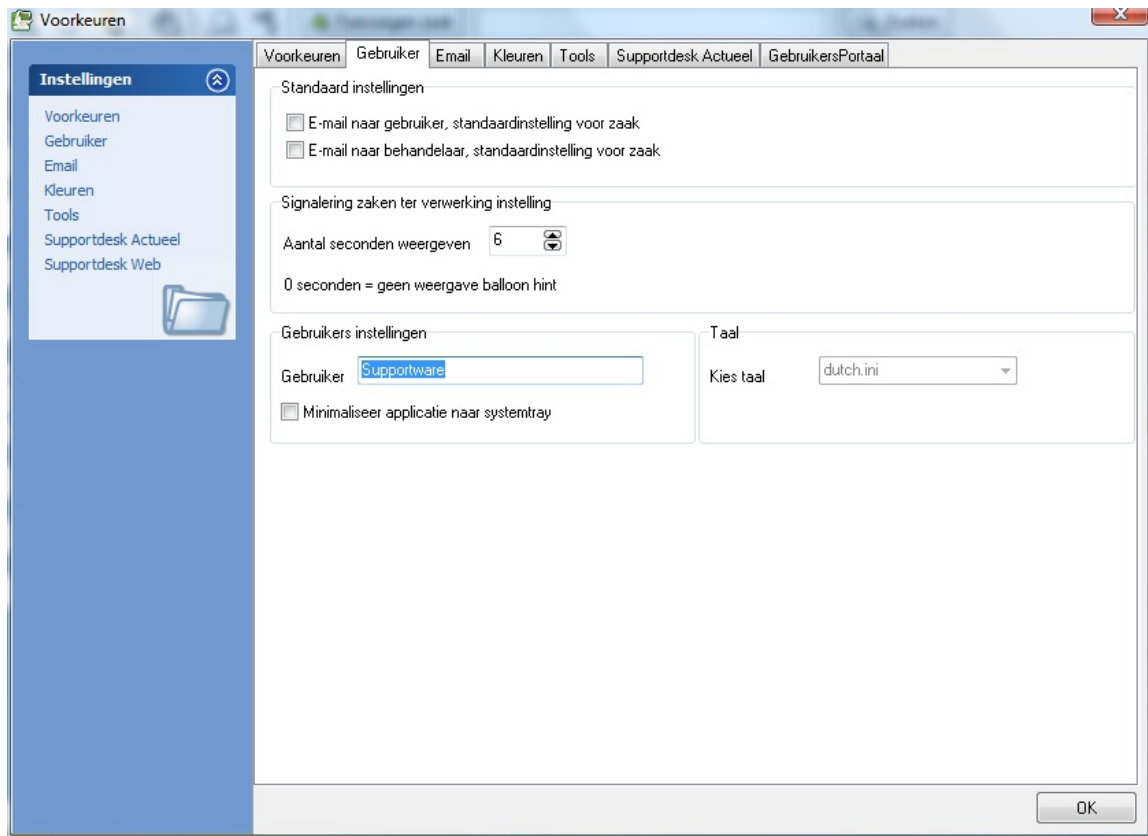 Voorkeuren
Instellingen
Voorkeuren
Gebruiker
Email
Kleuren
Tools
Supportdesk Actueel
Supportdesk Web
Voorkeuren Gebruiker Email Kleuren Tools Supportdesk Actueel GebruikersPortaal
Standaard instellingen
E-mail naar gebruiker, standaardinstelling voor zaak
E-mail naar behandelaar, standaardinstelling voor zaak
Signalering zaken ter verwerking instelling
Aantal seconden weergeven 6
0 seconden = geen weergave balloon hint
Gebruikers instellingen
Gebruiker Supportware
Minimaliseer applicatie naar systemtray
Taal
Kies taal dutch.ini
OK